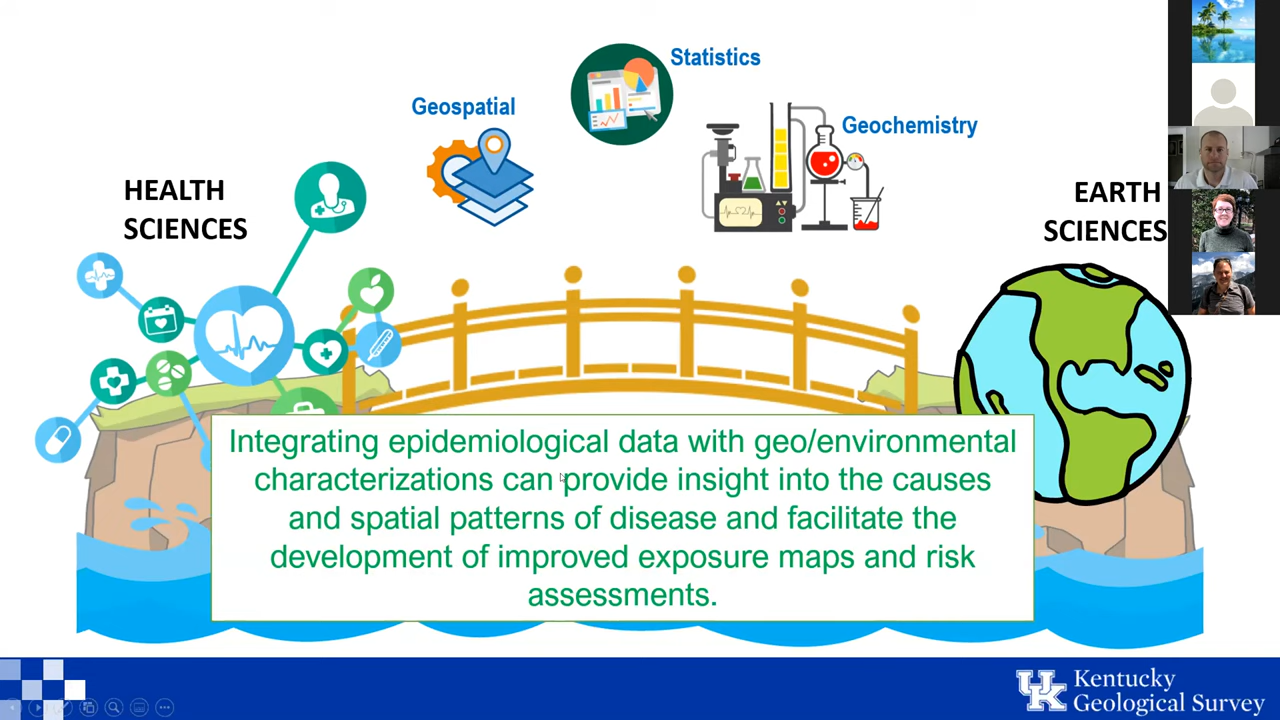 Statistics
Geospatial
Geochemistry
HEALTH
SCIENCES
EARTH
SCIENCES
Integrating epidemiological data with geo/environmental
characterizations can provide insight into the causes
and spatial patterns of disease and facilitate the
development of improved exposure maps and risk
assessments.
UK
Kentucky
Geological Survey